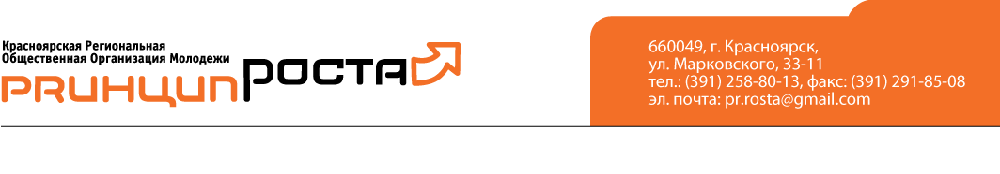 Красноярская Региональная
Общественная Организация Молодежи
PRИНЦИП РОСТА
660049, г. Красноярск,
ул. Марковского, 33-11
тел.: (391) 258-80-13, факс: (391) 291-85-08
эл. почта: pr.rosta@gmail.com